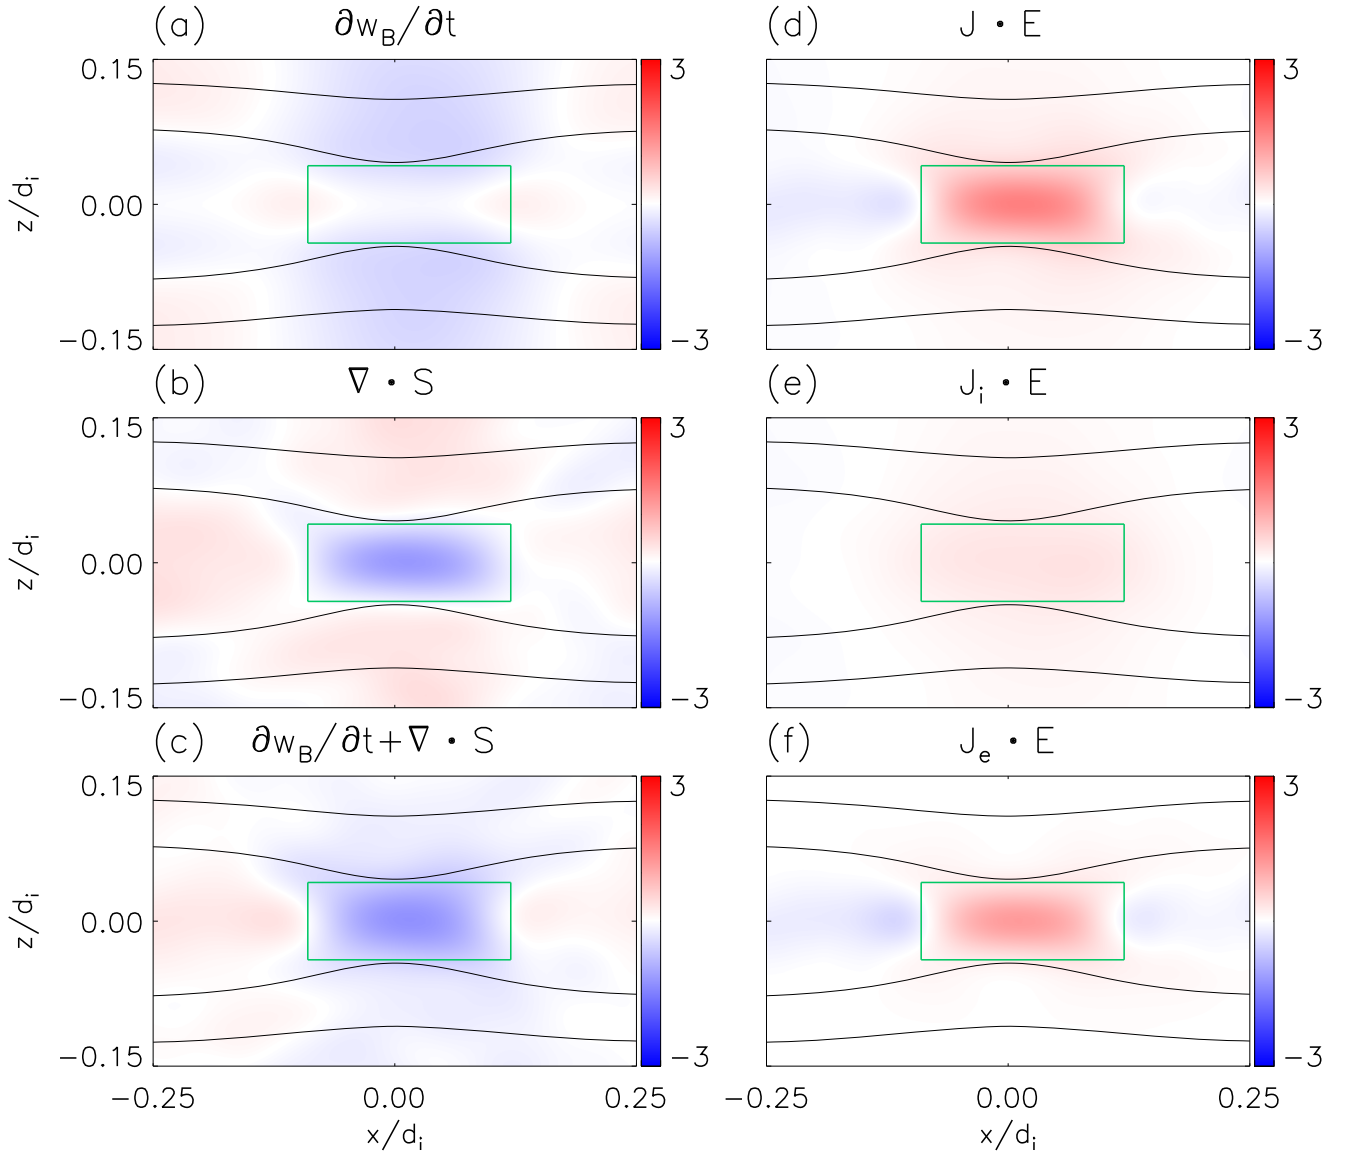 (a) ∂w_B/∂t
0.15
0.00
−0.15
z/d_i
3
−3
(d) J • E
3
−3
(b) ∇ • S
0.15
0.00
−0.15
z/d_i
3
−3
(e) J_i • E
3
−3
(c) ∂w_B/∂t+∇ • S
0.15
0.00
−0.15
z/d_i
3
−3
−0.25 0.00 0.25
x/d_i
(f) J_e • E
3
−3
−0.25 0.00 0.25
x/d_i